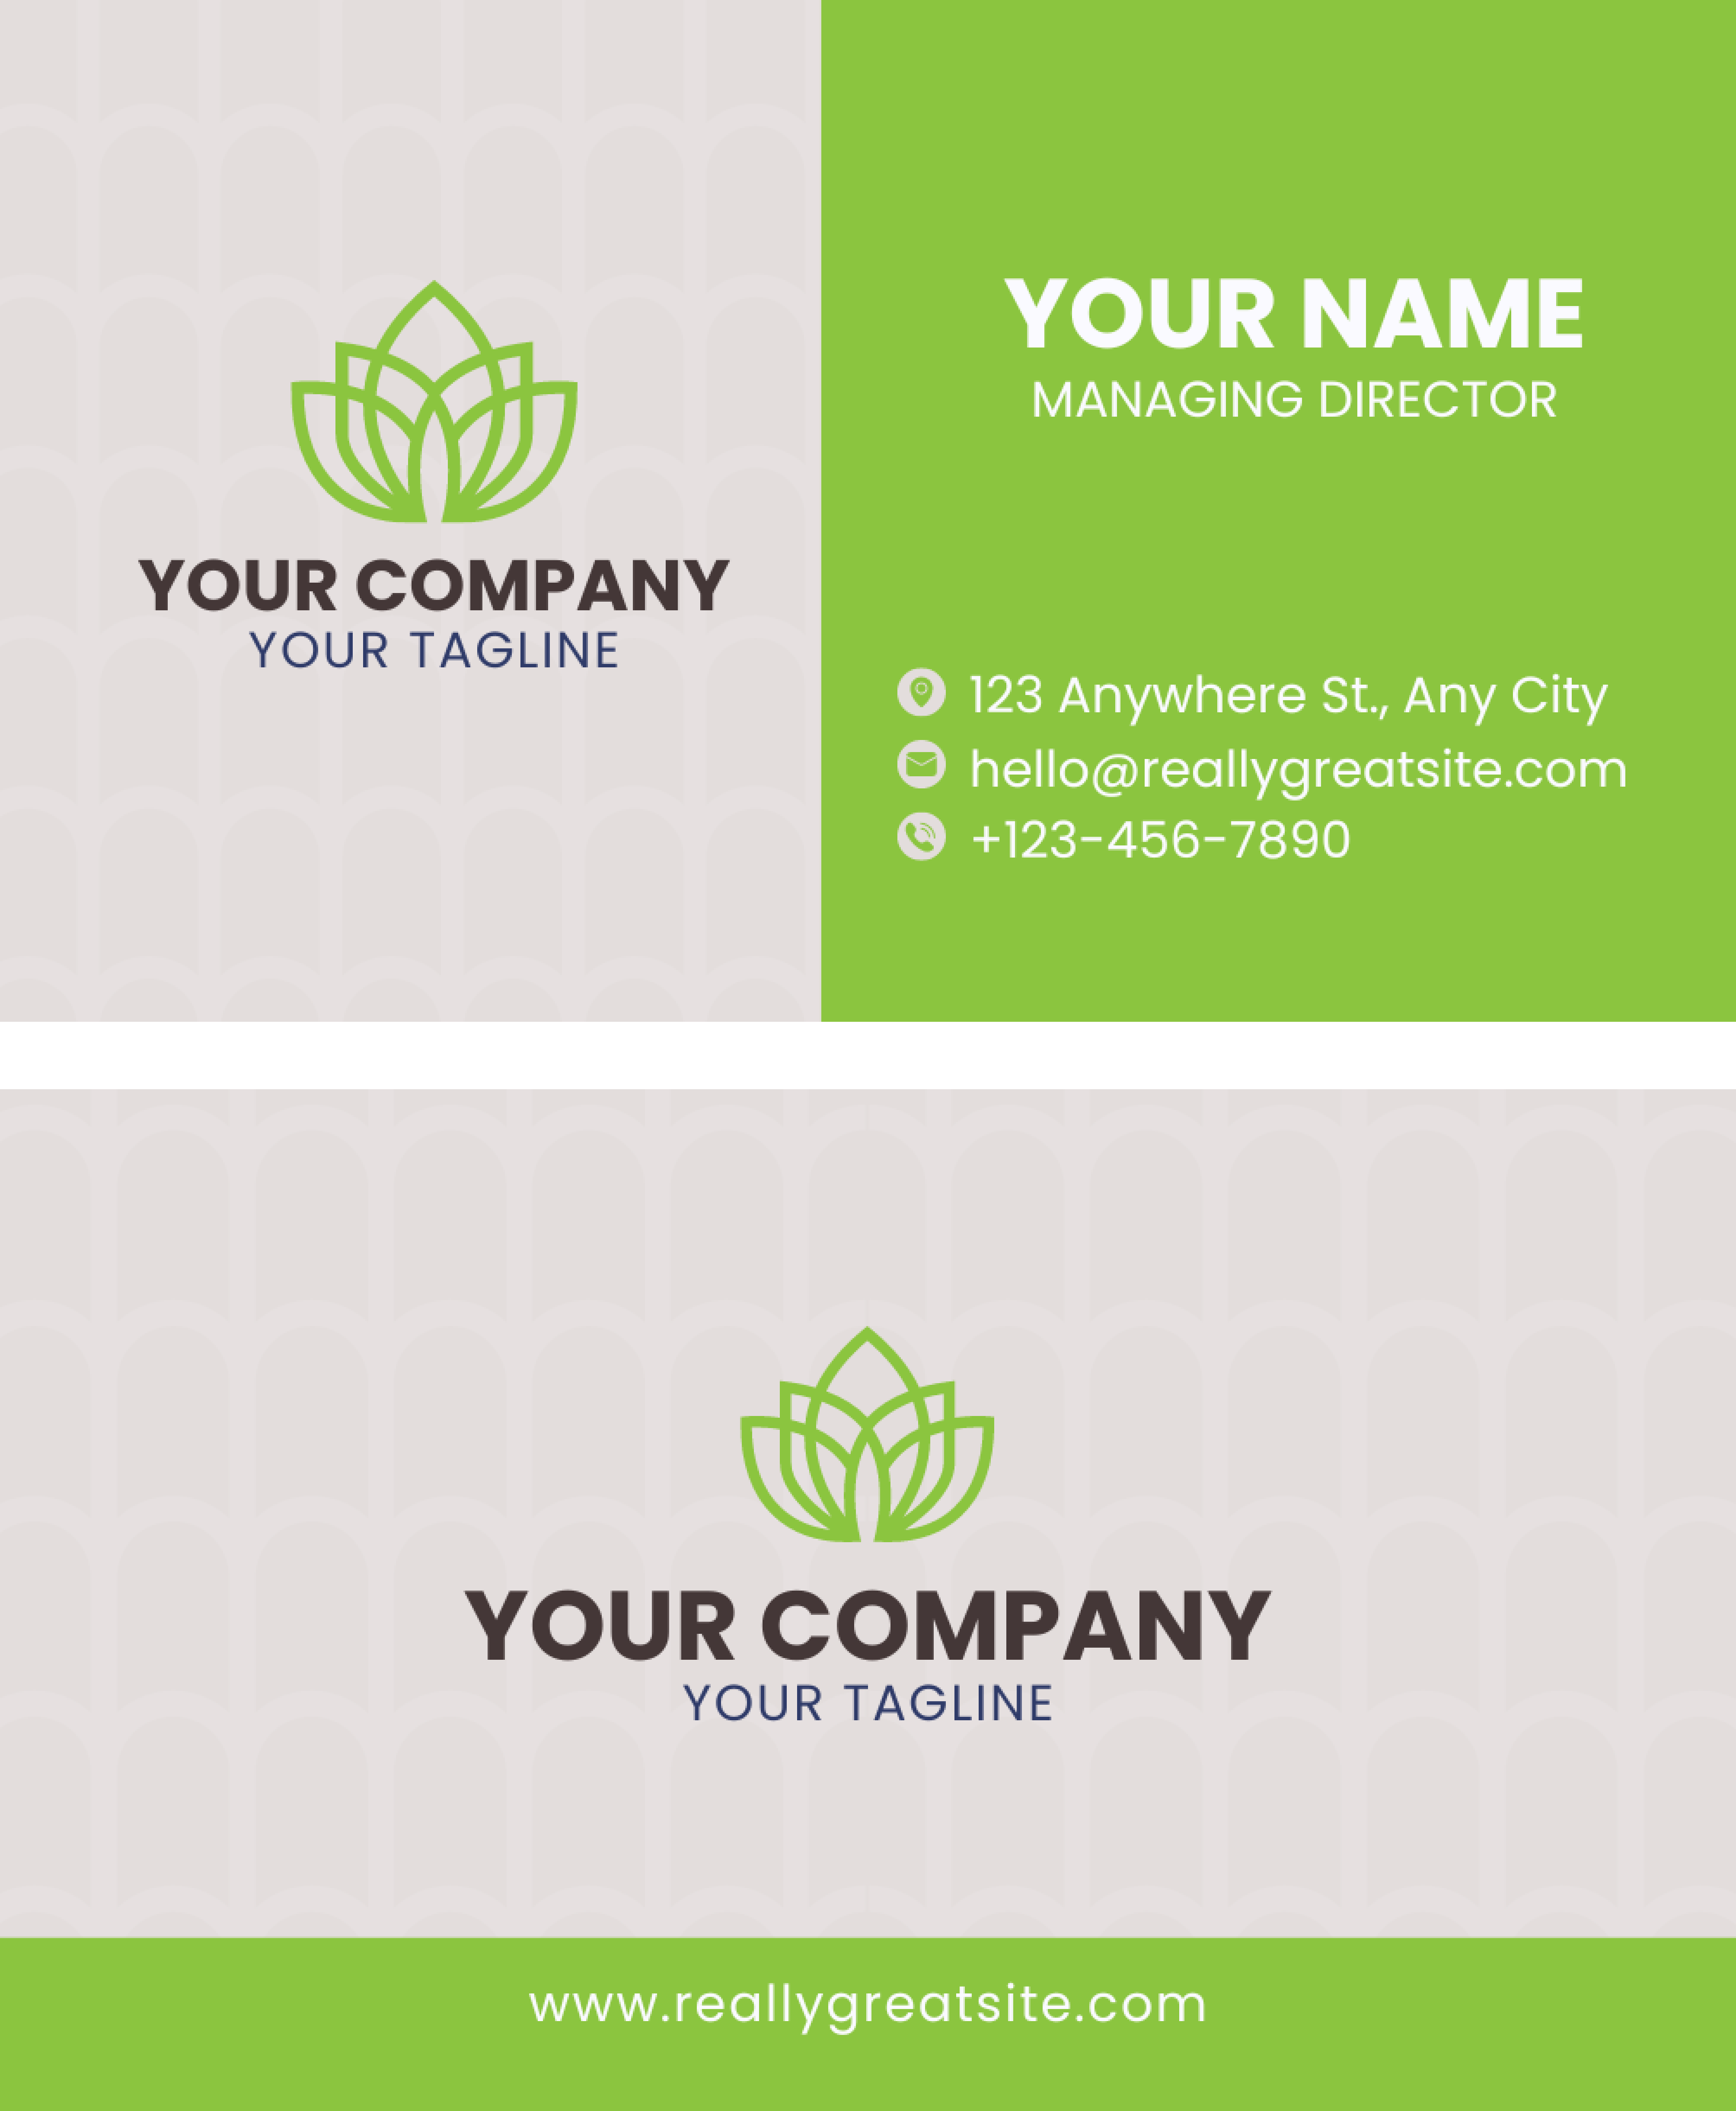 YOUR COMPANY
YOUR TAGLINE
YOUR NAME
MANAGING DIRECTOR
123 Anywhere St., Any City
hello@reallygreatsite.com
+123-456-7890
YOUR COMPANY
YOUR TAGLINE
www.reallygreatsite.com